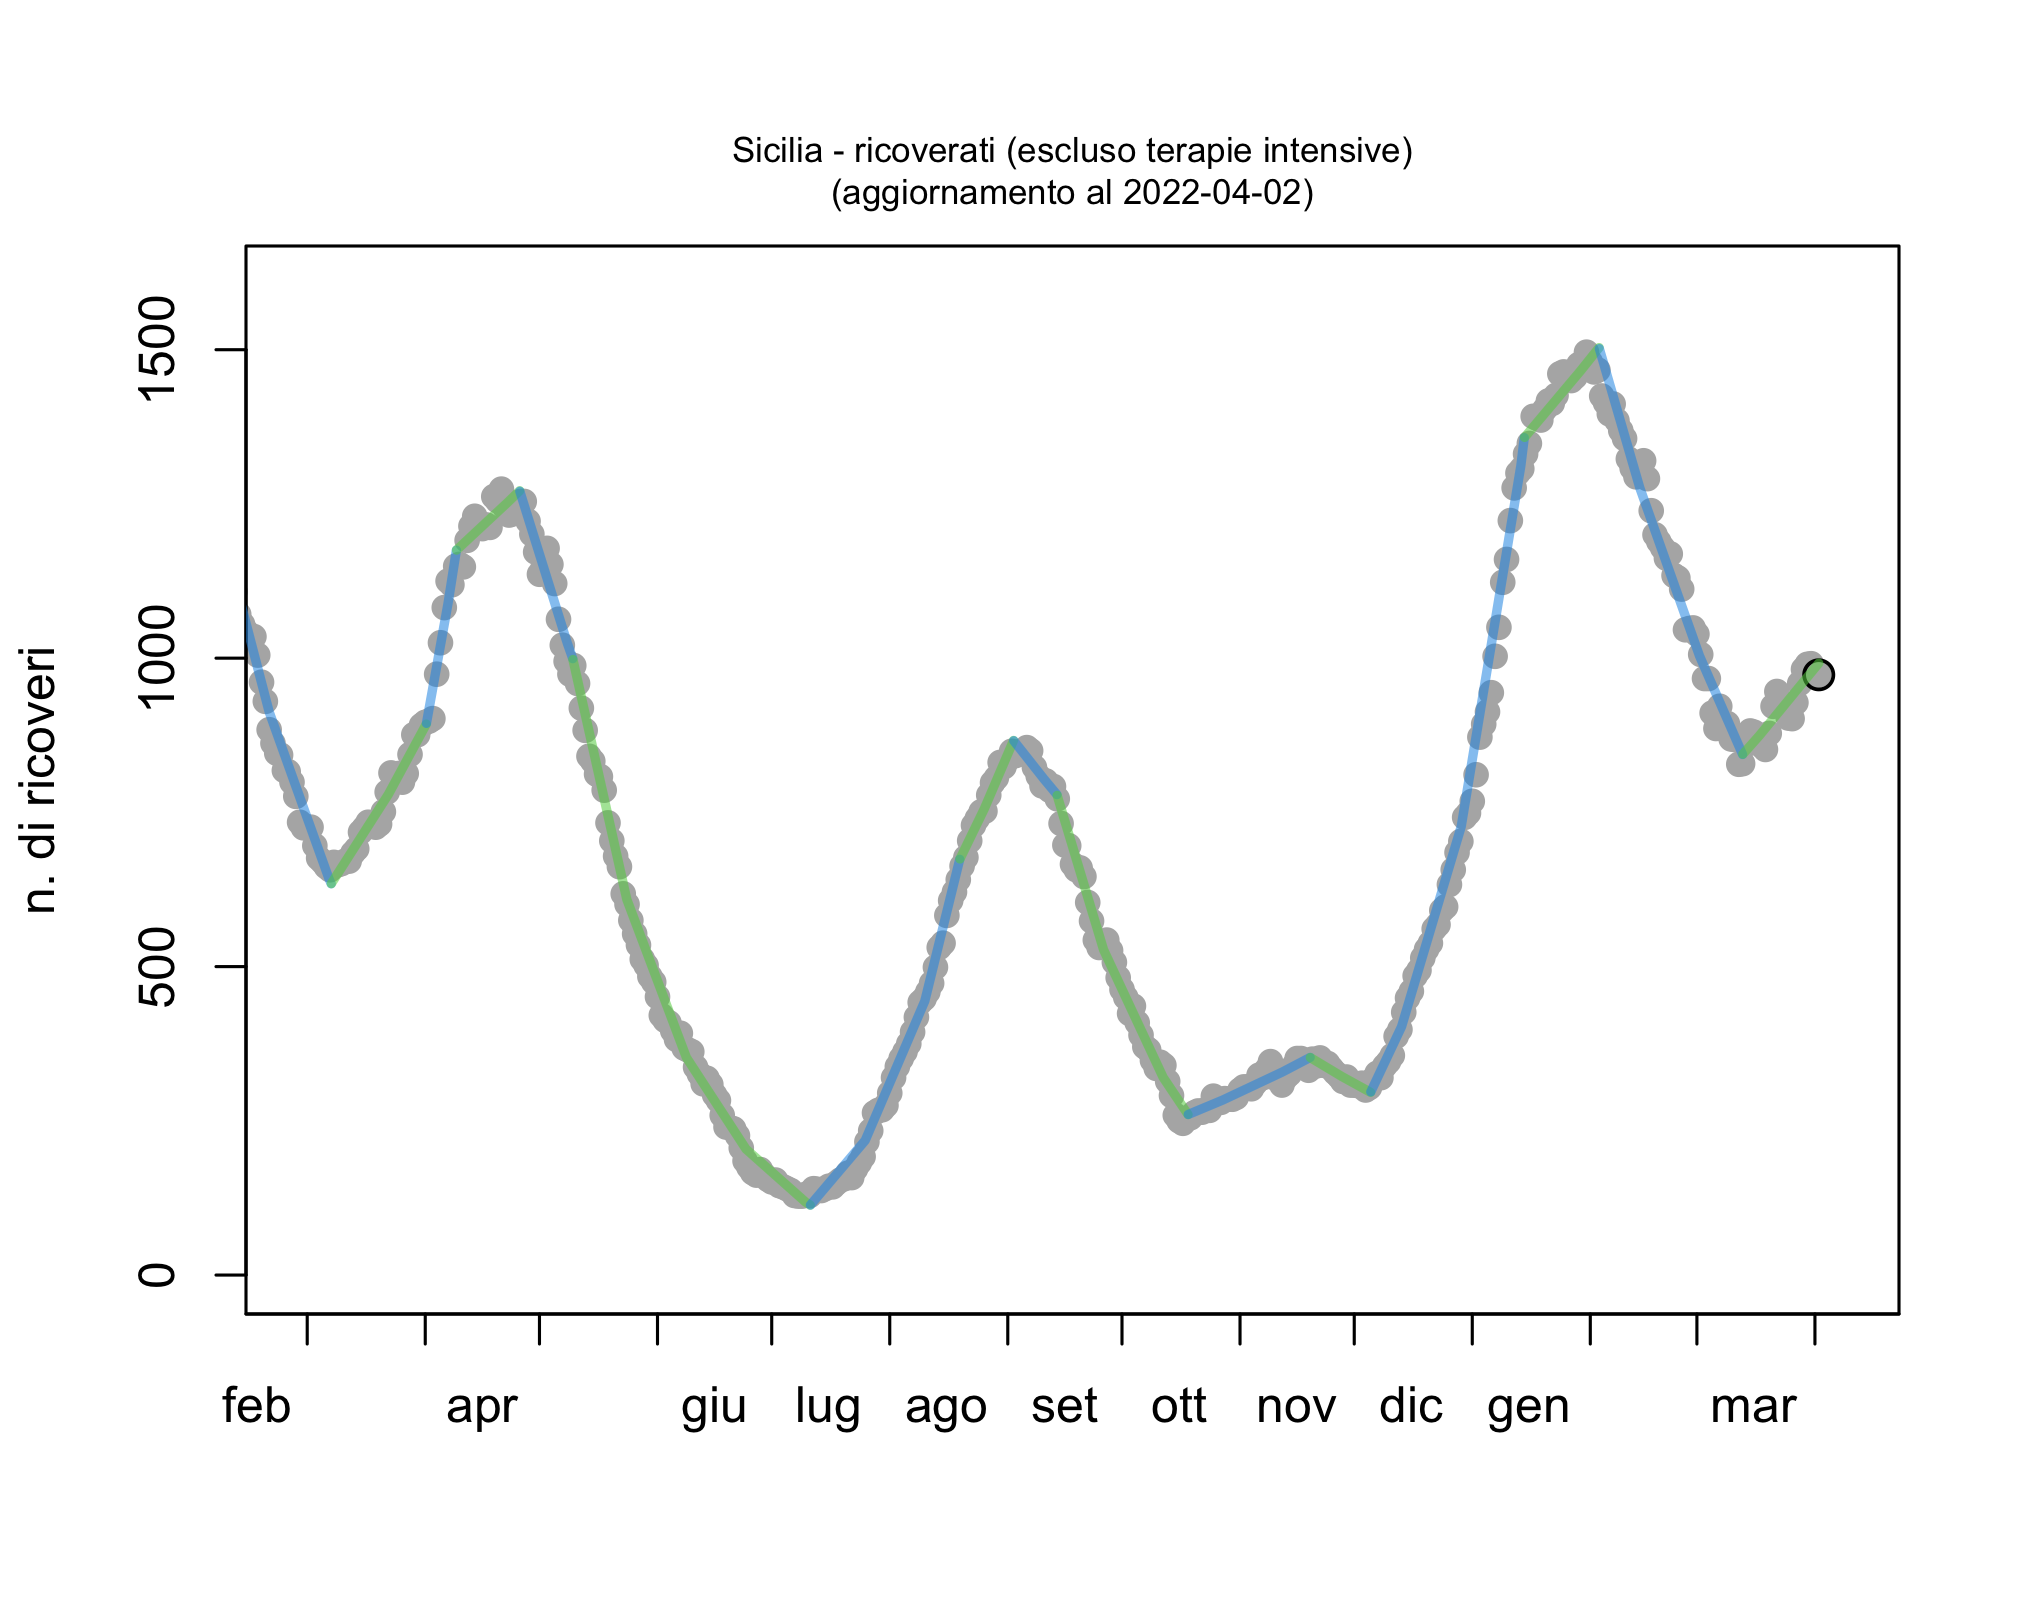 Sicilia - ricoverati (escluso terapie intensive)
(aggiornamento al 2022-04-02)
n. di ricoveri
1500
1000
500
0
feb apr giu lug ago set ott nov dic gen mar